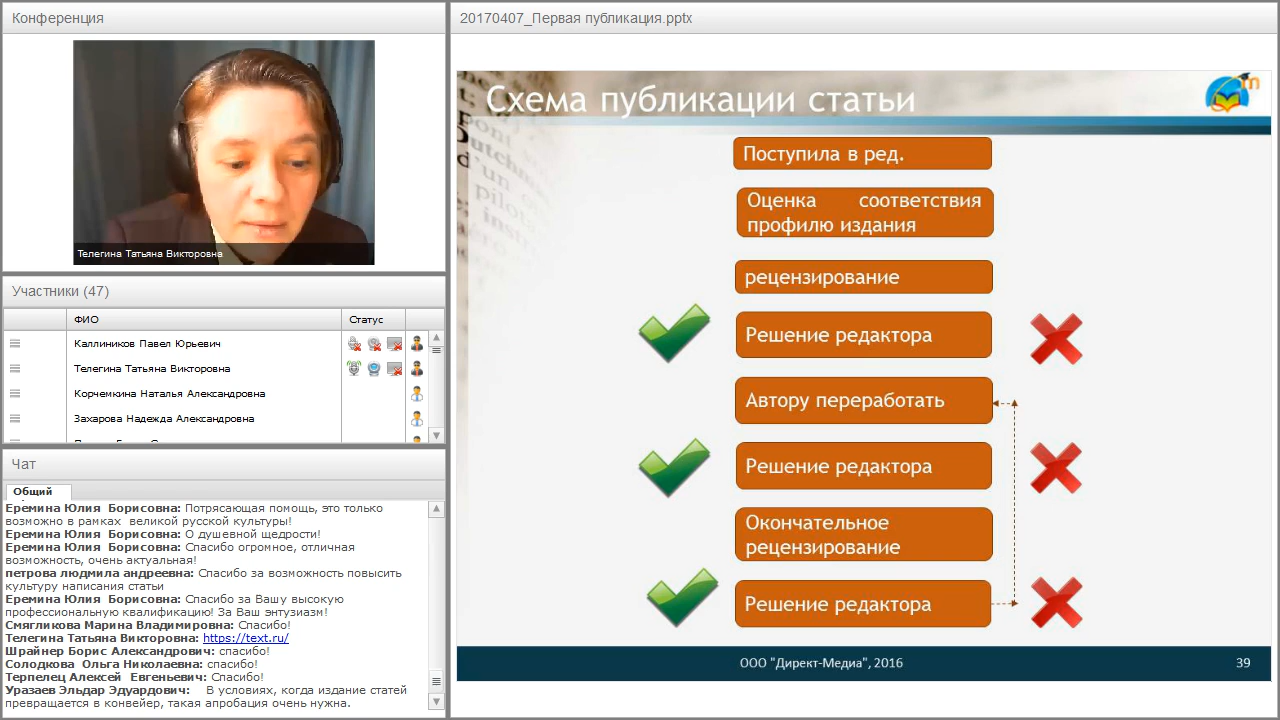 Конференция
Телегина Татьяна Викторовна
Участники (47)
ФИО
Статус
Каллиников Павел Юрьевич
Телегина Татьяна Викторовна
Корчемкина Наталья Александровна
Захарова Надежда Александровна
Чат
Общий
Еремина Юлия Борисовна: Потрясающая помощь, это только
возможно в рамках великой русской культуры!
Еремина Юлия Борисовна: О душевной щедрости!
Еремина Юлия Борисовна: Спасибо огромное, отличная
возможность, очень актуальная!
петрова людмила андреевна: Спасибо за возможность повысить
культуру написания статьи
Еремина Юлия Борисовна: Спасибо за Вашу высокую
профессиональную квалификацию! За Ваш энтузиазм!
Смягликова Марина Владимировна: Спасибо!
Телегина Татьяна Викторовна: https://text.ru/
Шрайнер Борис Александрович: спасибо!
Солодкова Ольга Николаевна: спасибо!
Терпелец Алексей Евгеньевич: Спасибо!
Уразаев Эльдар Эдуардович: В условиях, когда издание статей
превращается в конвейер, такая апробация очень нужна.
20170407_Первая публикация.pptx
Схема публикации статьи
Поступила в ред.
Оценка соответствия
профилю издания
рецензирование
Решение редактора
Автору переработать
Решение редактора
Окончательное
рецензирование
Решение редактора
ООО "Директ-Медиа", 2016
39